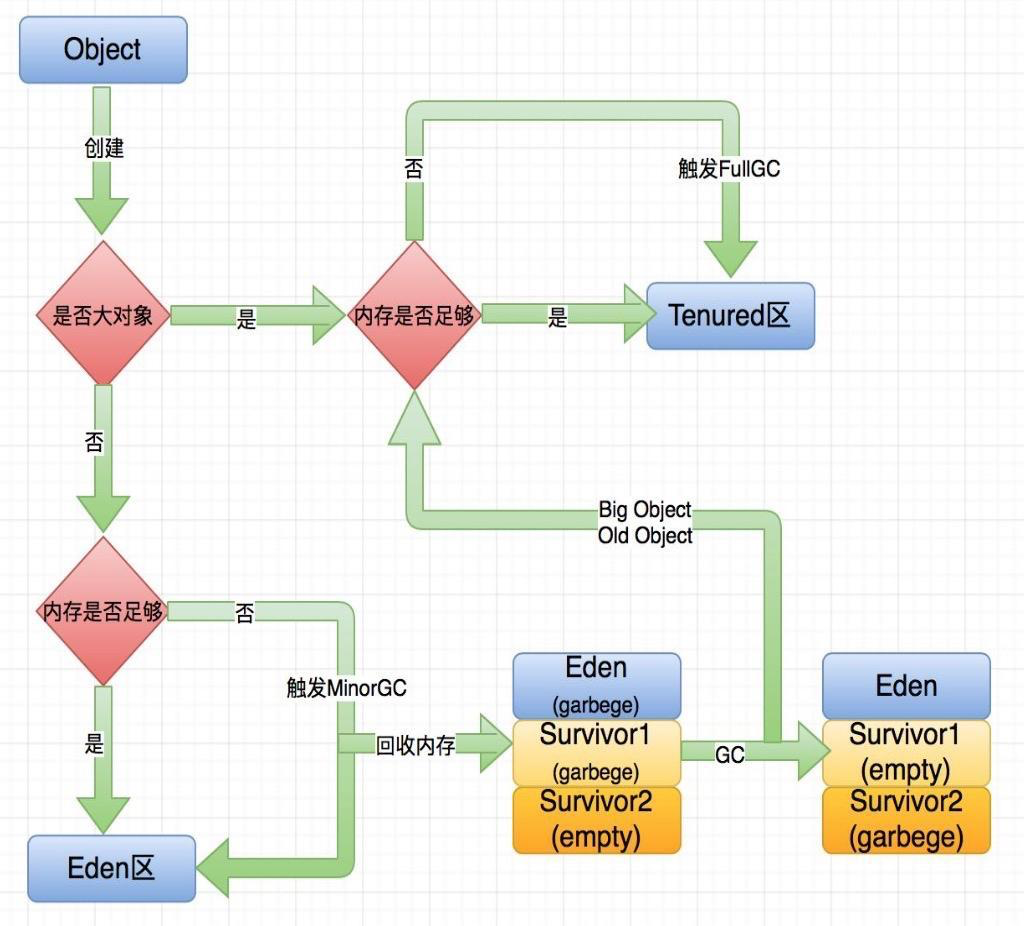 Object
创建
否
触发FullGC
是否大对象
是
内存是否足够
是
Tenured区
否
Big Object
Old Object
内存是否足够
否
触发MinorGC
是
回收内存
Eden
(garbege)
Survivor1
(garbege)
Survivor2
(empty)
GC
Eden
Survivor1
(empty)
Survivor2
(garbege)
Eden区